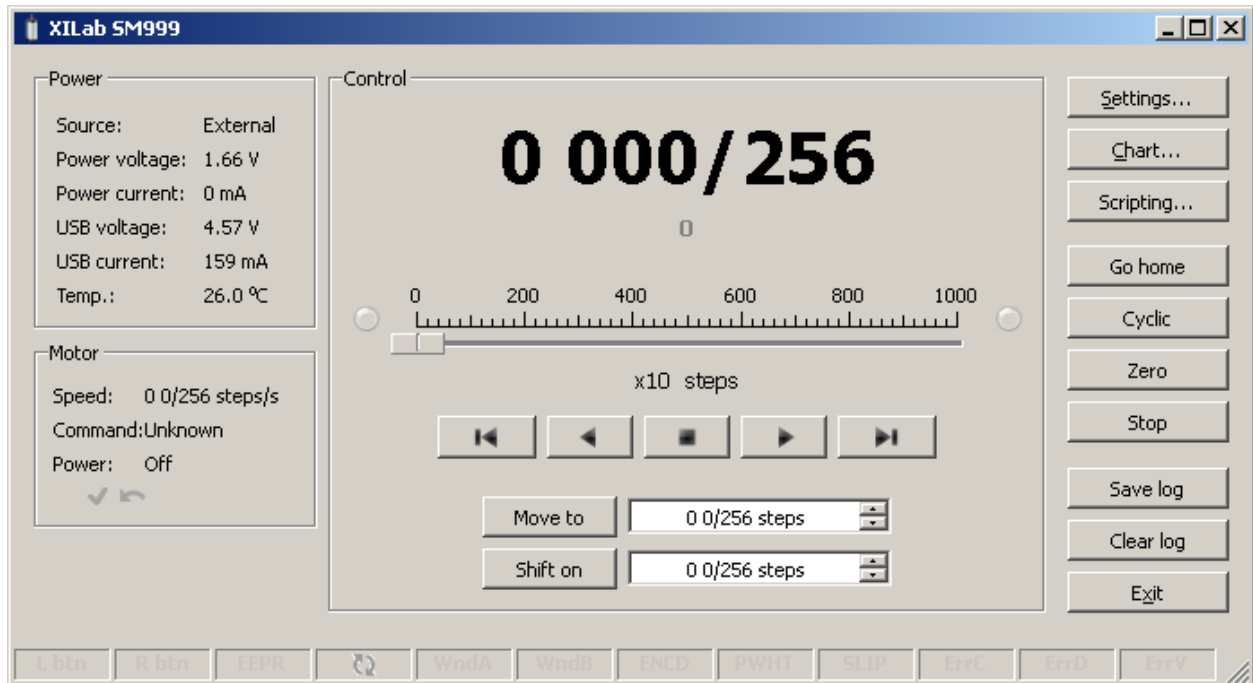 XILab SM999
Power
Source: External
Power voltage: 1.66 V
Power current: 0 mA
USB voltage: 4.57 V
USB current: 159 mA
Temp.: 26.0 ºC
Motor
Speed: 0 0/256 steps/s
Command:Unknown
Power: Off
Control
0 000/256
0
0 200 400 600 800 1000
x10 steps
Move to 0 0/256 steps
Shift on 0 0/256 steps
Settings...
Chart...
Scripting...
Go home
Cyclic
Zero
Stop
Save log
Clear log
Exit
L btn R btn EEPR WndA WndB ENCD PWHT SLIP ErrC ErrD ErrV